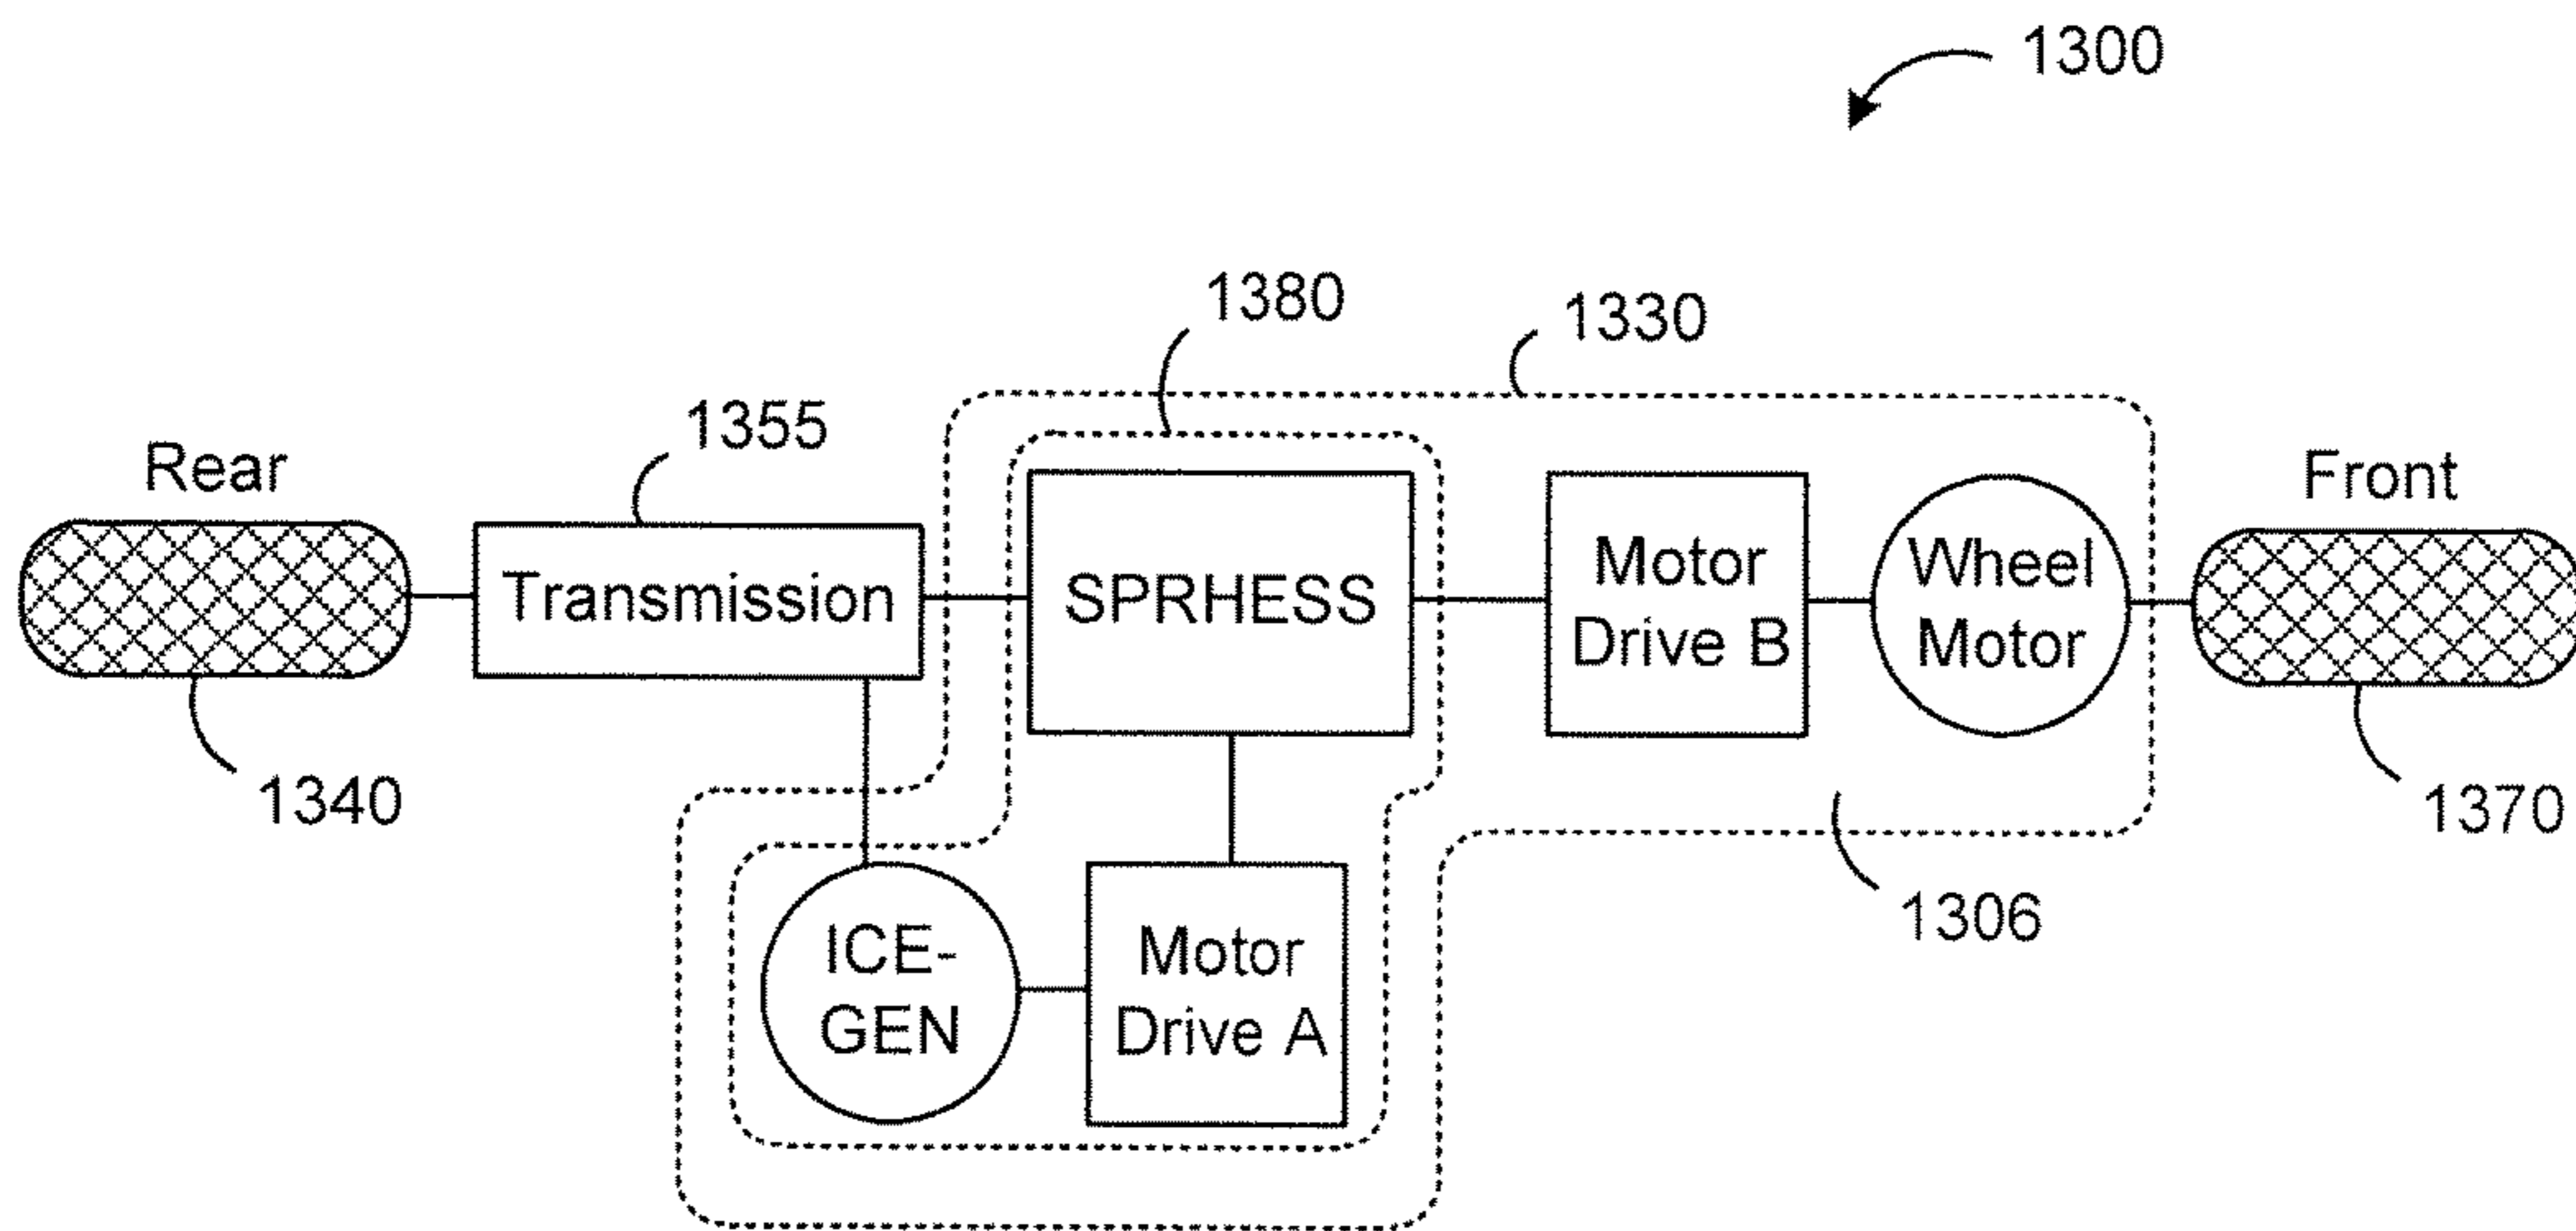 1300
1380
1330
1355
Rear
Front
Transmission
SPRHESS
Motor
Drive B
Wheel
Motor
1340
1370
1306
ICE-
GEN
Motor
Drive A